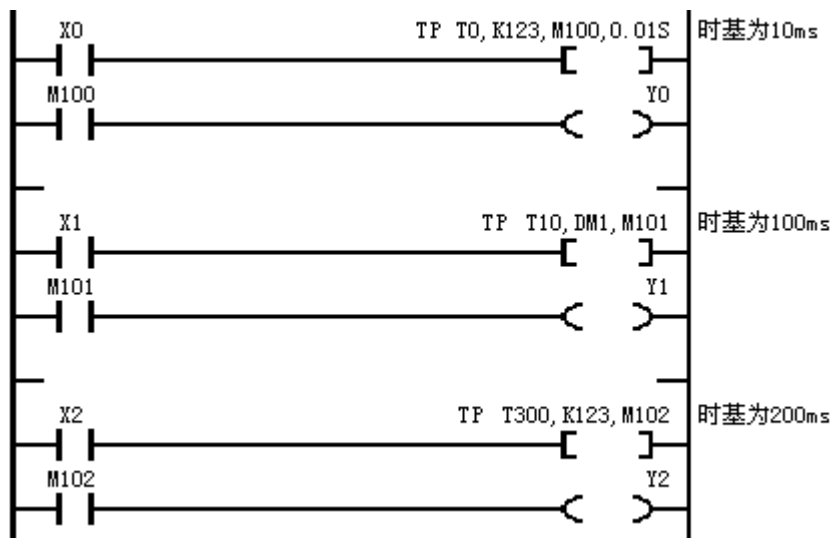 X0 TP T0,K123,M100,0.01S 时基为10ms
M100 Y0
X1 TP T10,DM1,M101 时基为100ms
M101 Y1
X2 TP T300,K123,M102 时基为200ms
M102 Y2